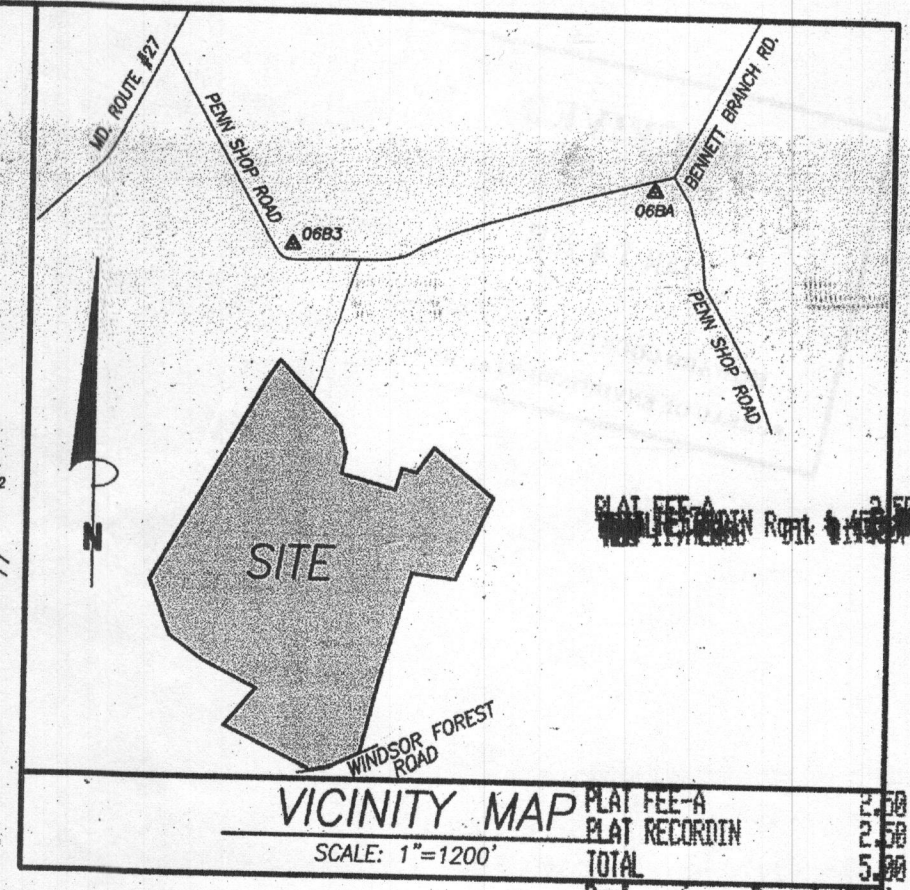 MD. ROUTE #27
PENN SHOP ROAD
BENNETT BRANCH RD.
06BA
06B3
PENN SHOP ROAD
PLAT FEE-A
N
SITE
WINDSOR FOREST
ROAD
VICINITY MAP
SCALE: 1"=1200'
PLAT FEE-A 2.50
PLAT RECORDIN 2.50
TOTAL 5.00